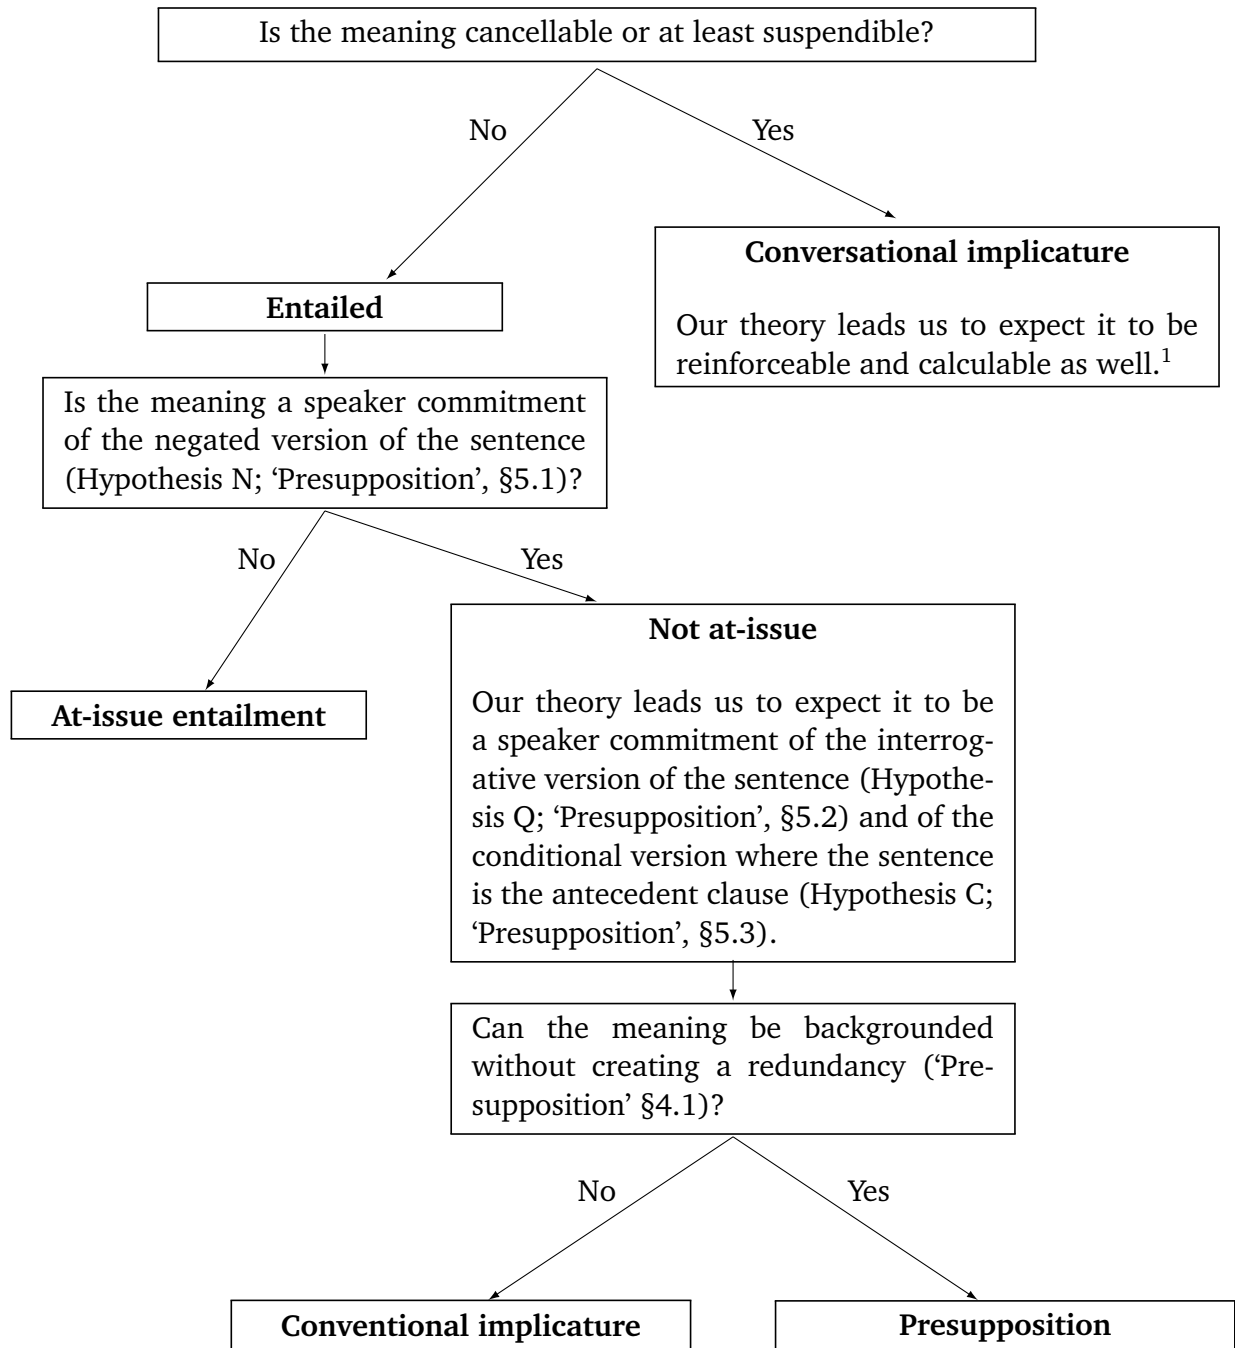 Is the meaning cancellable or at least suspendible?
No
Yes
Conversational implicature
Our theory leads us to expect it to be
reinforceable and calculable as well.¹
Entailed
Is the meaning a speaker commitment
of the negated version of the sentence
(Hypothesis N; ‘Presupposition’, §5.1)?
No
Yes
Not at-issue
Our theory leads us to expect it to be
a speaker commitment of the interrog-
ative version of the sentence (Hypothe-
sis Q; ‘Presupposition’, §5.2) and of the
conditional version where the sentence
is the antecedent clause (Hypothesis C;
‘Presupposition’, §5.3).
At-issue entailment
Can the meaning be backgrounded
without creating a redundancy (‘Pre-
supposition’ §4.1)?
No
Yes
Conventional implicature
Presupposition